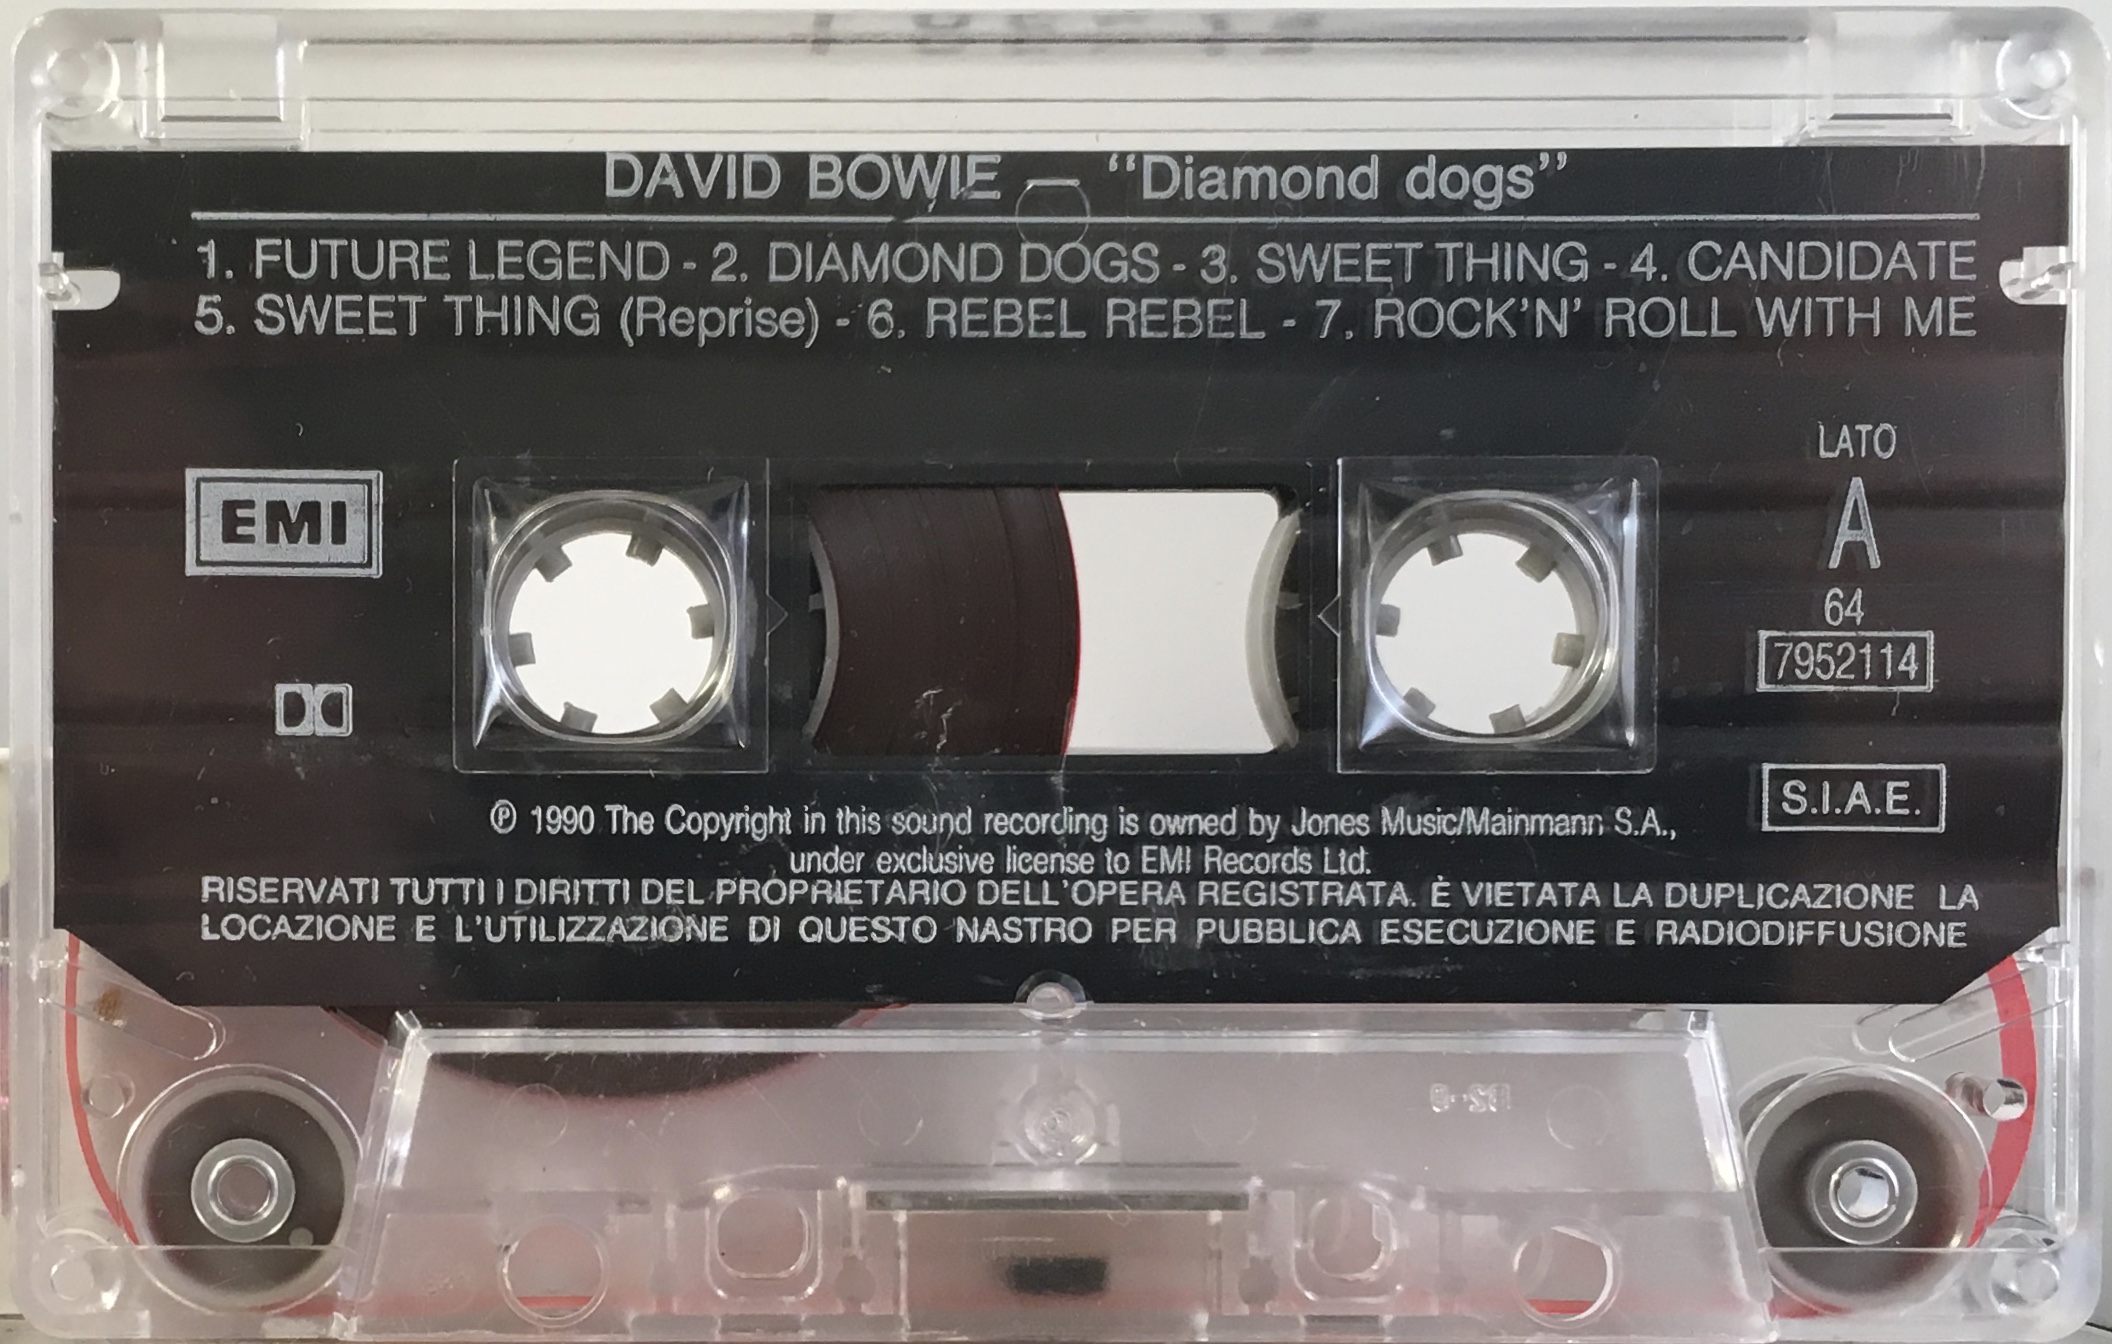 DAVID BOWIE — “Diamond dogs”
1. FUTURE LEGEND - 2. DIAMOND DOGS - 3. SWEET THING - 4. CANDIDATE
5. SWEET THING (Reprise) - 6. REBEL REBEL - 7. ROCK'N' ROLL WITH ME
LATO
A
64
7952114
EMI
S.I.A.E.
℗ 1990 The Copyright in this sound recording is owned by Jones Music/Mainmann S.A.,
under exclusive license to EMI Records Ltd.
RISERVATI TUTTI I DIRITTI DEL PROPRIETARIO DELL'OPERA REGISTRATA. È VIETATA LA DUPLICAZIONE LA
LOCAZIONE E L'UTILIZZAZIONE DI QUESTO NASTRO PER PUBBLICA ESECUZIONE E RADIODIFFUSIONE